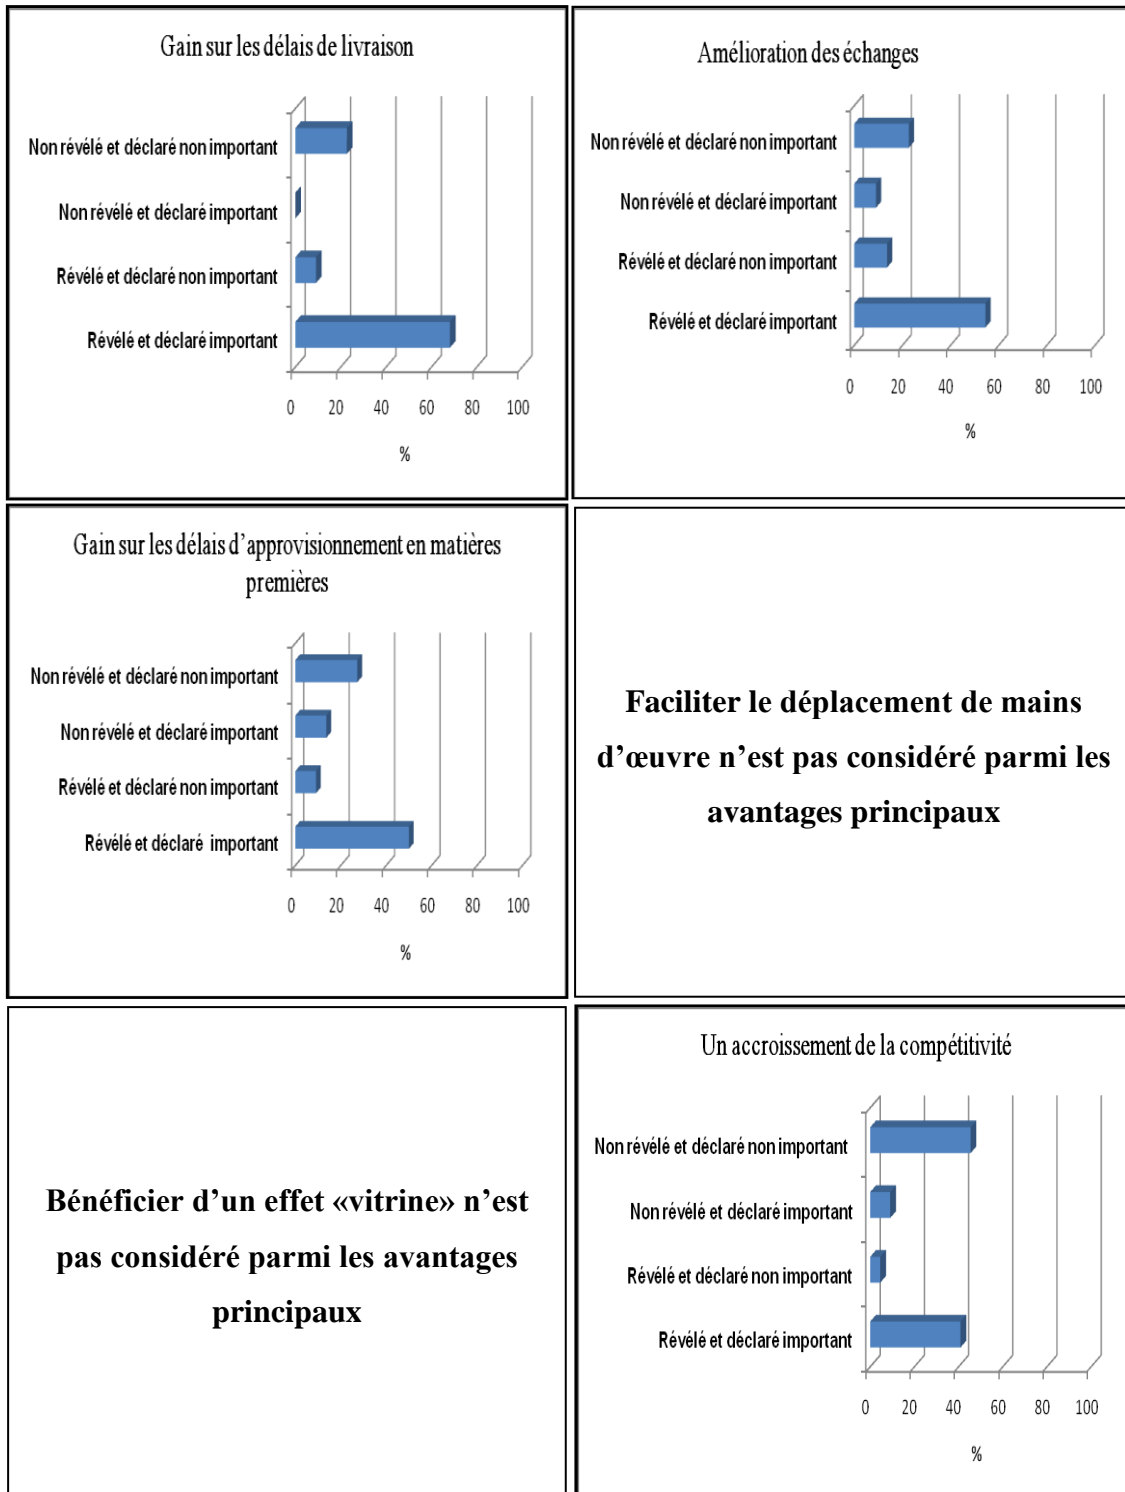 Gain sur les délais de livraison
Non révélé et déclaré non important
Non révélé et déclaré important
Révélé et déclaré non important
Révélé et déclaré important
0 20 40 60 80 100
%
Amélioration des échanges
Non révélé et déclaré non important
Non révélé et déclaré important
Révélé et déclaré non important
Révélé et déclaré important
0 20 40 60 80 100
%
Gain sur les délais d’approvisionnement en matières
premières
Non révélé et déclaré non important
Non révélé et déclaré important
Révélé et déclaré non important
Révélé et déclaré important
0 20 40 60 80 100
%
Faciliter le déplacement de mains
d’œuvre n’est pas considéré parmi les
avantages principaux
Bénéficier d’un effet «vitrine» n’est
pas considéré parmi les avantages
principaux
Un accroissement de la compétitivité
Non révélé et déclaré non important
Non révélé et déclaré important
Révélé et déclaré non important
Révélé et déclaré important
0 20 40 60 80 100
%